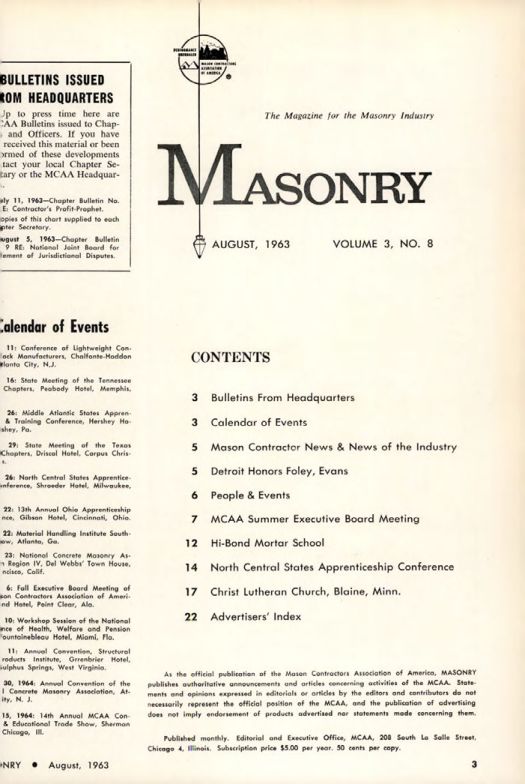 BULLETINS ISSUED
FROM HEADQUARTERS
Up to press time here are
CAA Bulletins issued to Chap-
and Officers. If you have
received this material or been
ormed of these developments
tact your local Chapter Se-
tary or the MCAA Headquar-
uly 11, 1963—Chapter Bulletin No.
E: Contractor's Profit-Prophet.
opies of this chart supplied to each
pter Secretary.
ugust 5, 1963—Chapter Bulletin
9 RE: National Joint Board for
lement of Jurisdictional Disputes.
Calendar of Events
11: Conference of Lightweight Con-
ock Manufacturers, Chalfonte-Haddon
tlanta City, N.J.
16: State Meeting of the Tennessee
Chapters, Peabody Hotel, Memphis,
26: Middle Atlantic States Appren-
& Training Conference, Hershey Ho-
shey, Pa.
29: State Meeting of the Texas
Chapters, Driscol Hotel, Corpus Chris-
s.
26: North Central States Apprentice-
onference, Shroeder Hotel, Milwaukee,
22: 13th Annual Ohio Apprenticeship
nce, Gibson Hotel, Cincinnati, Ohio.
22: Material Handling Institute South-
ow, Atlanta, Ga.
23: National Concrete Masonry As-
n Region IV, Del Webbs' Town House,
ncisco, Calif.
6: Fall Executive Board Meeting of
son Contractors Association of Ameri-
nd Hotel, Point Clear, Ala.
10: Workshop Session of the National
nce of Health, Welfare and Pension
Fountainebleau Hotel, Miami, Fla.
11: Annual Convention, Structural
roducts Institute, Grrenbrier Hotel,
ulphus Springs, West Virginia.
30, 1964: Annual Convention of the
l Concrete Masonry Association, At-
ity, N. J.
15, 1964: 14th Annual MCAA Con-
& Educational Trade Show, Sherman
Chicago, Ill.
MASON CONTRACTORS
ASSOCIATION
OF AMERICA
®
The Magazine for the Masonry Industry
MASONRY
AUGUST, 1963 VOLUME 3, NO. 8
CONTENTS
3 Bulletins From Headquarters
3 Calendar of Events
5 Mason Contractor News & News of the Industry
5 Detroit Honors Foley, Evans
6 People & Events
7 MCAA Summer Executive Board Meeting
12 Hi-Bond Mortar School
14 North Central States Apprenticeship Conference
17 Christ Lutheran Church, Blaine, Minn.
22 Advertisers' Index
As the official publication of the Mason Contractors Association of America, MASONRY
publishes authoritative announcements and articles concerning activities of the MCAA. State-
ments and opinions expressed in editorials or articles by the editors and contributors do not
necessarily represent the official position of the MCAA, and the publication of advertising
does not imply endorsement of products advertised nor statements made concerning them.
Published monthly. Editorial and Executive Office, MCAA, 208 South La Salle Street,
Chicago 4, Illinois. Subscription price $5.00 per year. 50 cents per copy.
NRY ● August, 1963 3